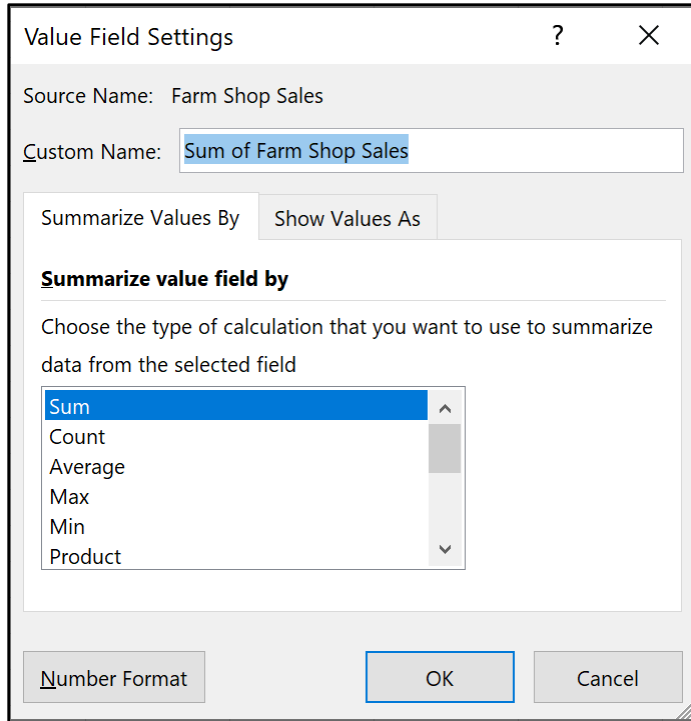 Value Field Settings ?
Source Name: Farm Shop Sales
Custom Name: Sum of Farm Shop Sales
Summarize Values By Show Values As
Summarize value field by
Choose the type of calculation that you want to use to summarize
data from the selected field
Sum
Count
Average
Max
Min
Product
Number Format OK Cancel